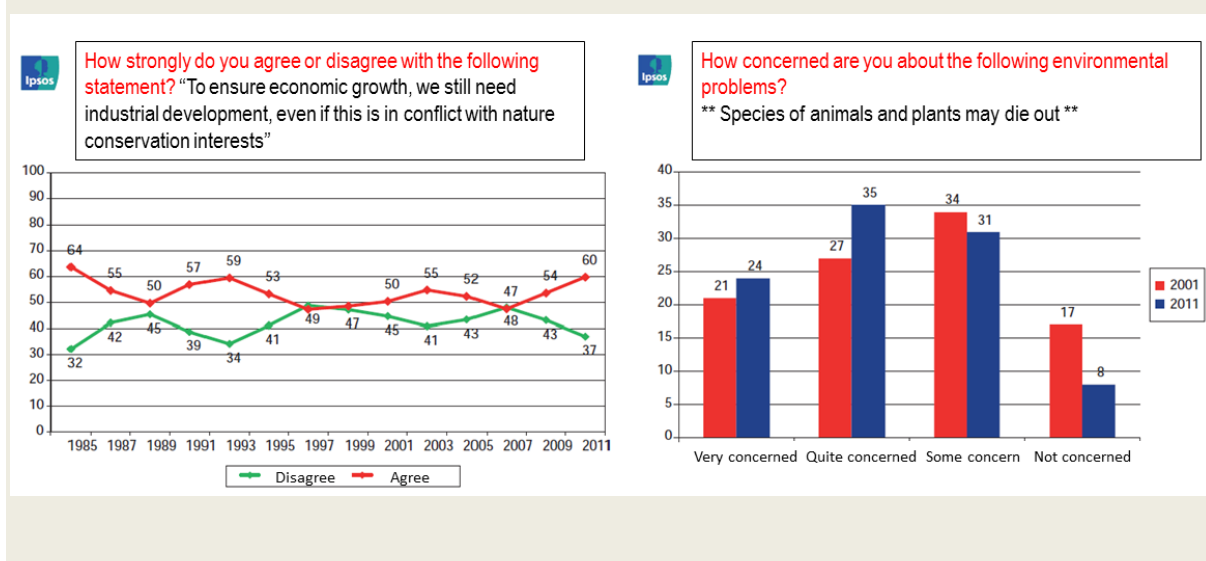 Ipsos
How strongly do you agree or disagree with the following
statement? “To ensure economic growth, we still need
industrial development, even if this is in conflict with nature
conservation interests”
100
90
80
70
60
50
40
30
20
10
0
64 55 50 57 59 53 50 55 52 47 54 60
32 42 45 39 34 41 49 47 45 41 43 48 43 37
1985 1987 1989 1991 1993 1995 1997 1999 2001 2003 2005 2007 2009 2011
Disagree Agree
Ipsos
How concerned are you about the following environmental
problems?
** Species of animals and plants may die out **
40
35
30
25
20
15
10
5
0
21 24 27 35 34 31 17 8
Very concerned Quite concerned Some concern Not concerned
2001
2011